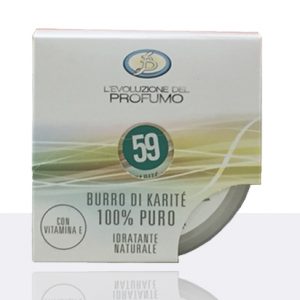 L'EVOLUZIONE DEL
PROFUMO
59
BURRO DI KARITÉ
100% PURO
CON
VITAMINA E
IDRATANTE
NATURALE